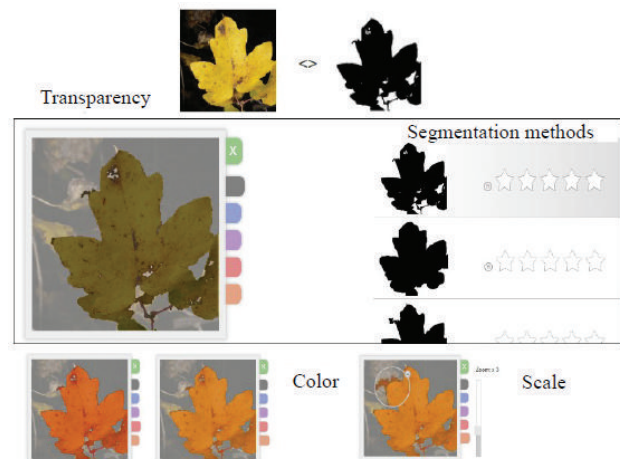 Transparency
<>
Segmentation methods
X
X
X
X
Color
Scale